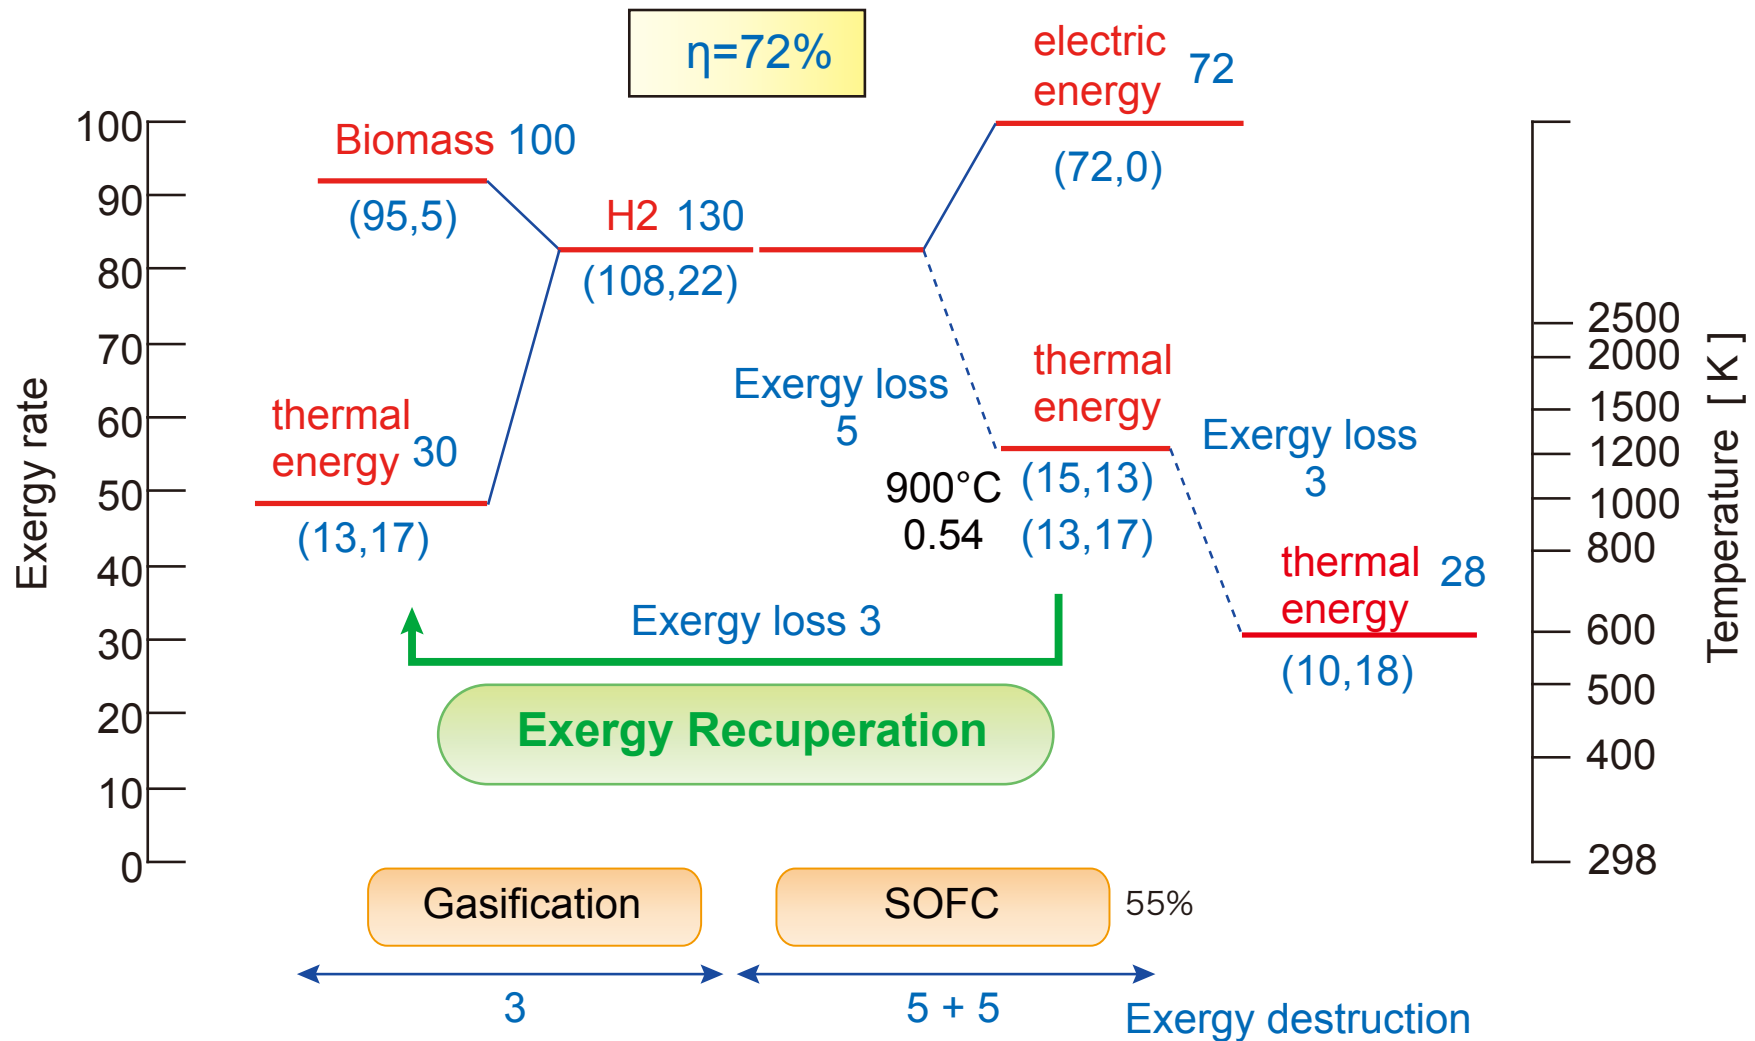 η=72%
electric
energy 72
(72,0)
Biomass 100
(95,5)
H2 130
(108,22)
thermal
energy 30
(13,17)
Exergy loss
5
thermal
energy
900°C (15,13)
0.54 (13,17)
Exergy loss
3
thermal 28
energy
(10,18)
Exergy loss 3
Exergy Recuperation
Gasification
SOFC
55%
3
5 + 5
Exergy destruction
Exergy rate
100
90
80
70
60
50
40
30
20
10
0
2500
2000
1500
1200
1000
800
600
500
400
298
Temperature [ K ]